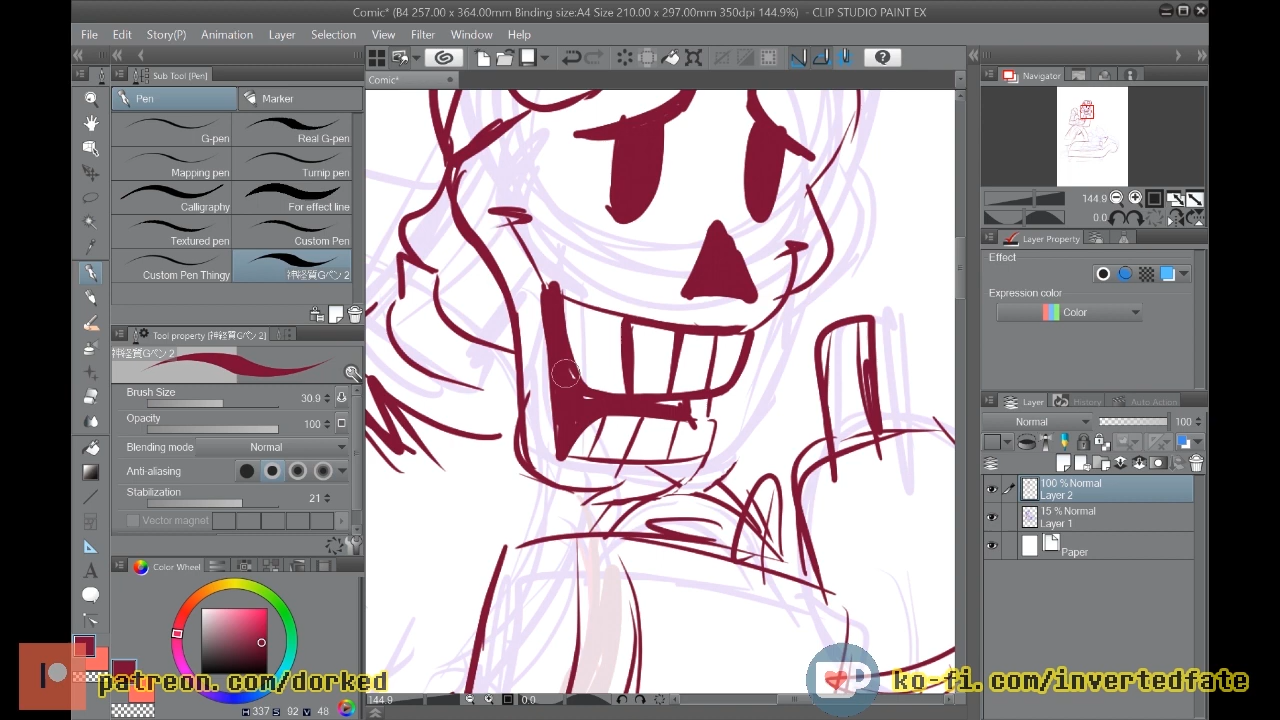 Comic* (B4 257.00 x 364.00mm Binding size:A4 Size 210.00 x 297.00mm 350dpi 144.9%) - CLIP STUDIO PAINT EX
File Edit Story(P) Animation Layer Selection View Filter Window Help
Sub Tool [Pen]
Comic*
Navigator
Pen
Marker
G-pen
Real G-pen
Mapping pen
Turnip pen
Calligraphy
For effect line
Textured pen
Custom Pen
Custom Pen Thingy
神経質Gペン 2
144.9
0.0
Layer Property
Effect
Expression color
Color
Tool property [神経質Gペン 2]
神経質Gペン 2
Brush Size
30.9
Opacity
100
Blending mode
Normal
Anti-aliasing
Stabilization
21
Vector magnet
Layer
History
Auto Action
Normal
100
100 % Normal
Layer 2
15 % Normal
Layer 1
Paper
Color Wheel
H 337 S 92 V 48
144.9
0.0
patreon.com/dorked
ko-fi.com/invertedfate